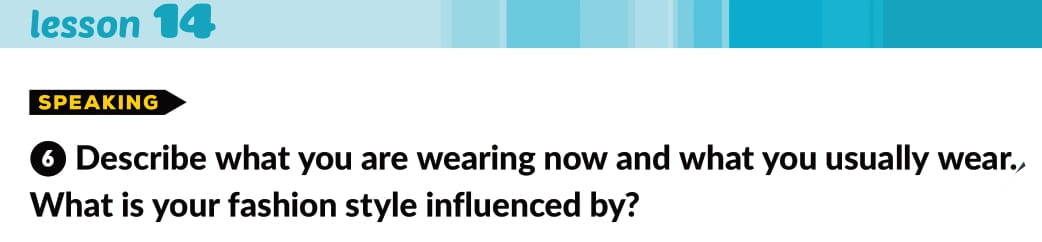 lesson 14
SPEAKING
6 Describe what you are wearing now and what you usually wear.
What is your fashion style influenced by?